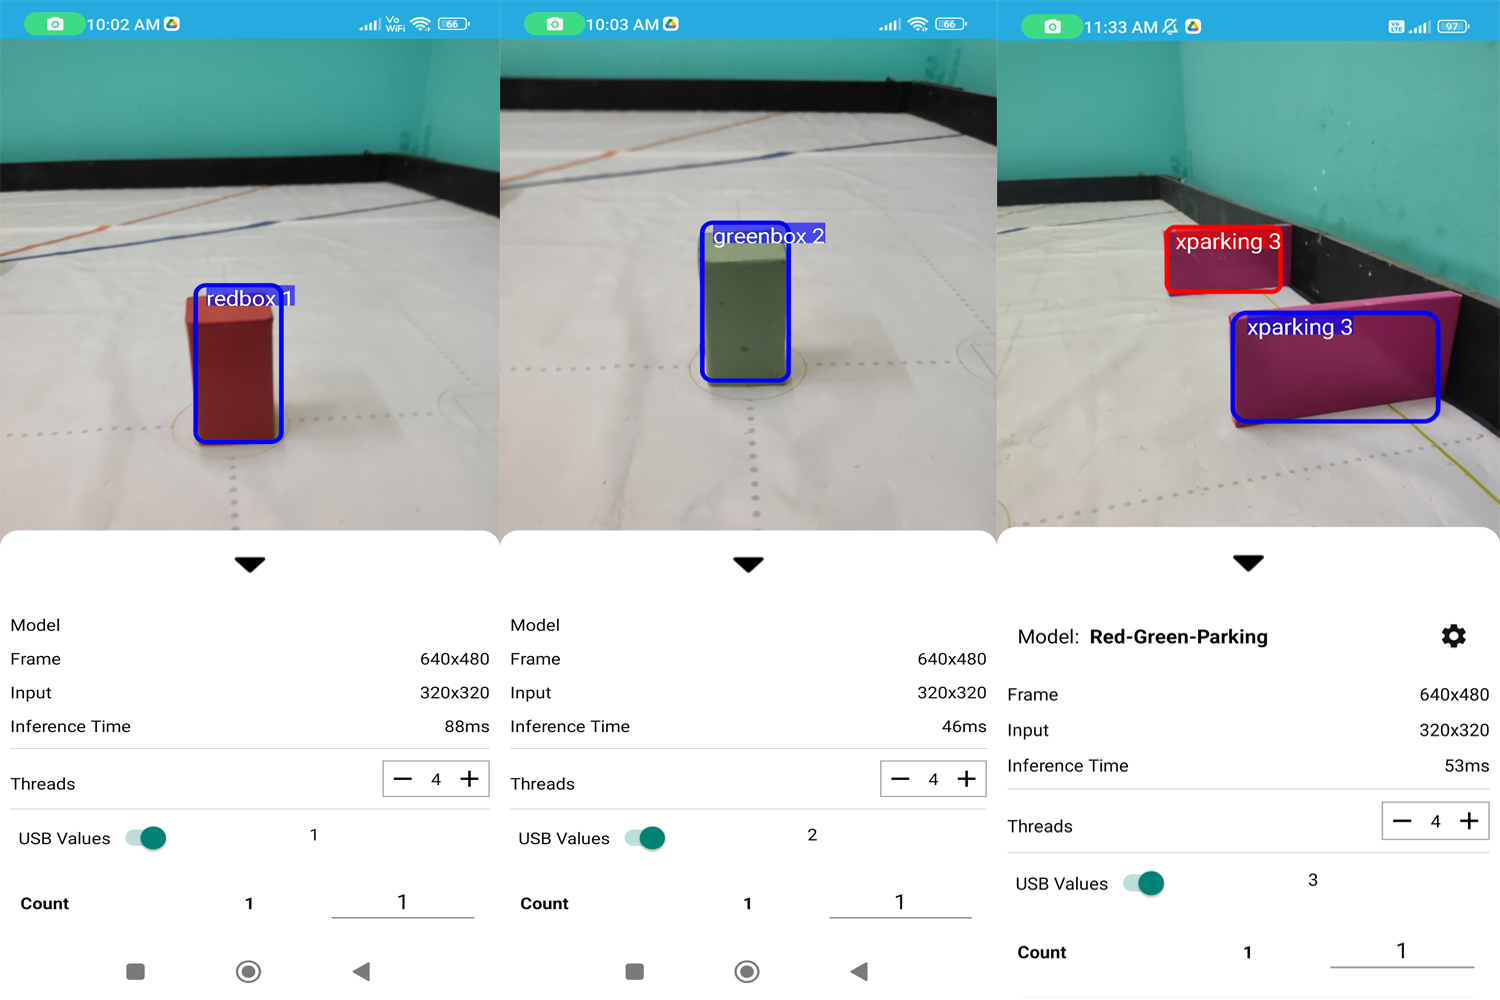 10:02 AM
Vo
WiFi
66
redbox 1
Model
Frame 640x480
Input 320x320
Inference Time 88ms
Threads 4
USB Values 1
Count 1 1
10:03 AM
66
greenbox 2
Model
Frame 640x480
Input 320x320
Inference Time 46ms
Threads 4
USB Values 2
Count 1 1
11:33 AM
Vo
LTE
97
xparking 3
xparking 3
Model: Red-Green-Parking
Frame 640x480
Input 320x320
Inference Time 53ms
Threads 4
USB Values 3
Count 1 1